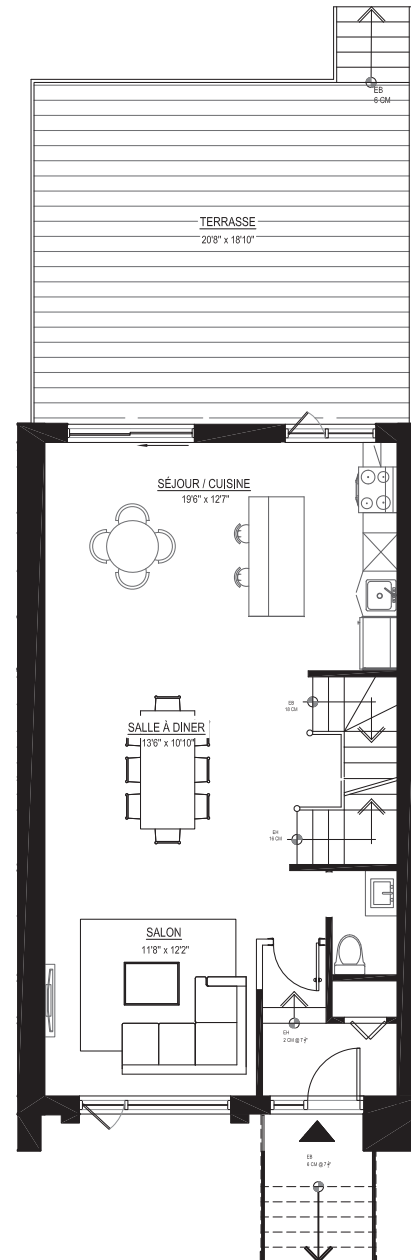 EB
6 CM
TERRASSE
20'8" x 18'10"
SÉJOUR / CUISINE
19'6" x 12'7"
EB
18 CM
SALLE À DINER
13'6" x 10'10"
EH
16 CM
SALON
11'8" x 12'2"
EH
2 CM @ 7
EB
8 CM @ 7